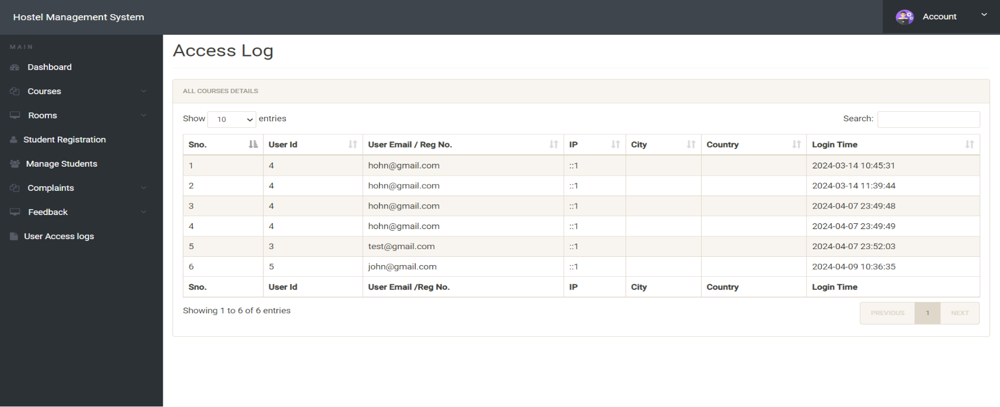 Hostel Management System
Account
MAIN
Dashboard
Courses
Rooms
Student Registration
Manage Students
Complaints
Feedback
User Access logs
Access Log
ALL COURSES DETAILS
Show 10 entries
Search:
Sno. User Id User Email / Reg No. IP City Country Login Time
1 4 hohn@gmail.com ::1 2024-03-14 10:45:31
2 4 hohn@gmail.com ::1 2024-03-14 11:39:44
3 4 hohn@gmail.com ::1 2024-04-07 23:49:48
4 4 hohn@gmail.com ::1 2024-04-07 23:49:49
5 3 test@gmail.com ::1 2024-04-07 23:52:03
6 5 john@gmail.com ::1 2024-04-09 10:36:35
Sno. User Id User Email /Reg No. IP City Country Login Time
Showing 1 to 6 of 6 entries
PREVIOUS 1 NEXT